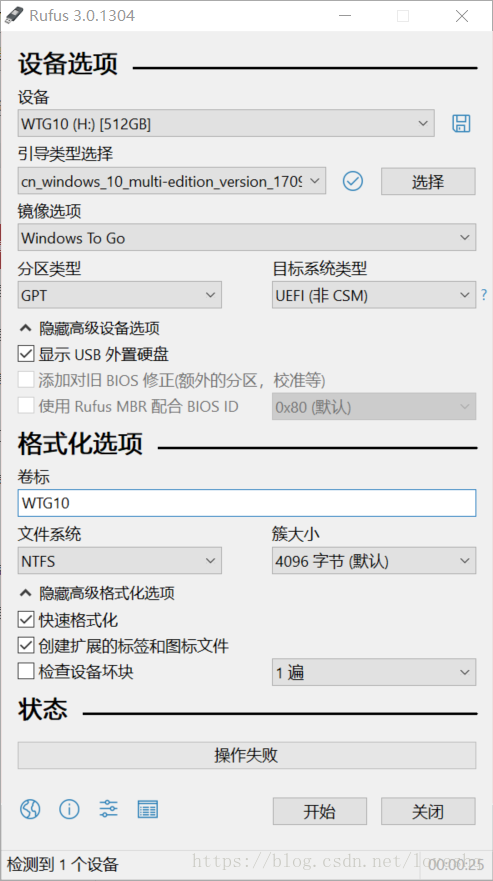 Rufus 3.0.1304
设备选项
设备
WTG10 (H:) [512GB]
引导类型选择
cn_windows_10_multi-edition_version_1709
选择
镜像选项
Windows To Go
分区类型
目标系统类型
GPT
UEFI (非 CSM)
?
隐藏高级设备选项
显示 USB 外置硬盘
添加对旧 BIOS 修正(额外的分区，校准等)
使用 Rufus MBR 配合 BIOS ID
0x80 (默认)
格式化选项
卷标
WTG10
文件系统
簇大小
NTFS
4096 字节 (默认)
隐藏高级格式化选项
快速格式化
创建扩展的标签和图标文件
检查设备坏块
1 遍
状态
操作失败
开始
关闭
检测到 1 个设备
https://blog.csdn.net/
00:00:25